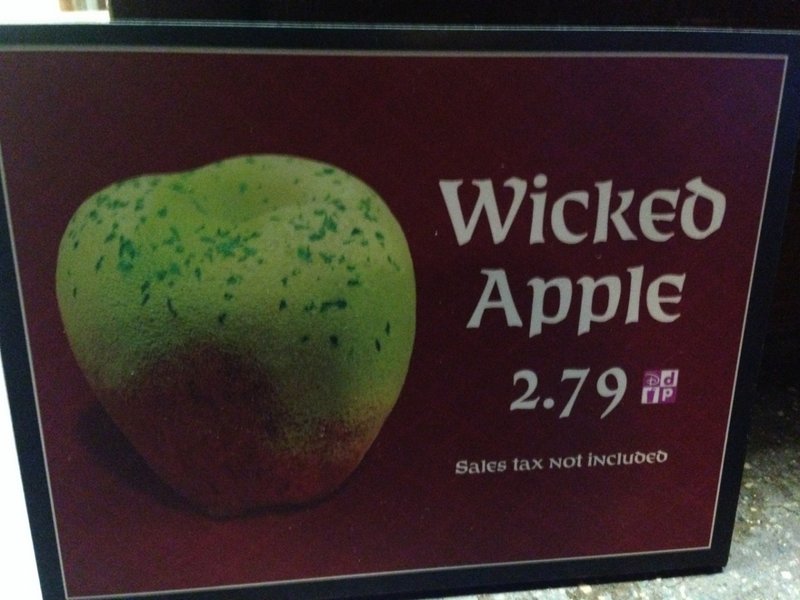 Wicked
Apple
2.79 D d
i p
Sales tax not included